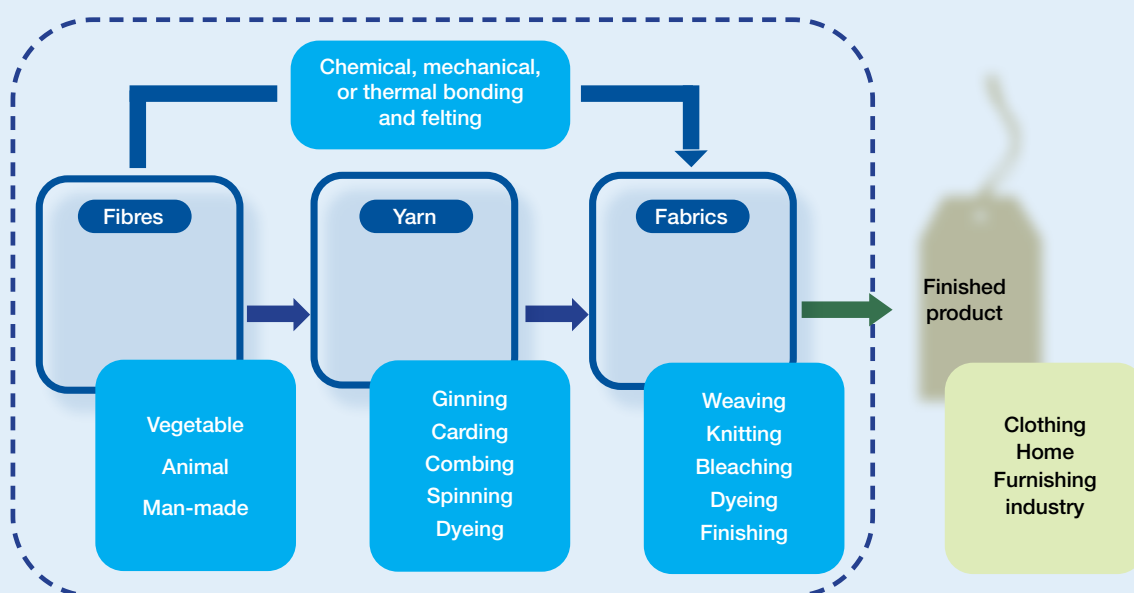 Chemical, mechanical,
or thermal bonding
and felting
Fibres
Yarn
Fabrics
Finished
product
Vegetable
Animal
Man-made
Ginning
Carding
Combing
Spinning
Dyeing
Weaving
Knitting
Bleaching
Dyeing
Finishing
Clothing
Home
Furnishing
industry